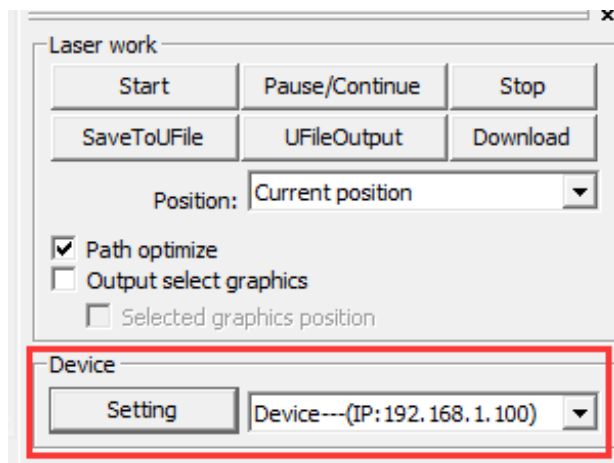 x
Laser work
Start Pause/Continue Stop
SaveToUFile UFileOutput Download
Position: Current position
Path optimize
Output select graphics
Selected graphics position
Device
Setting Device---(IP:192.168.1.100)